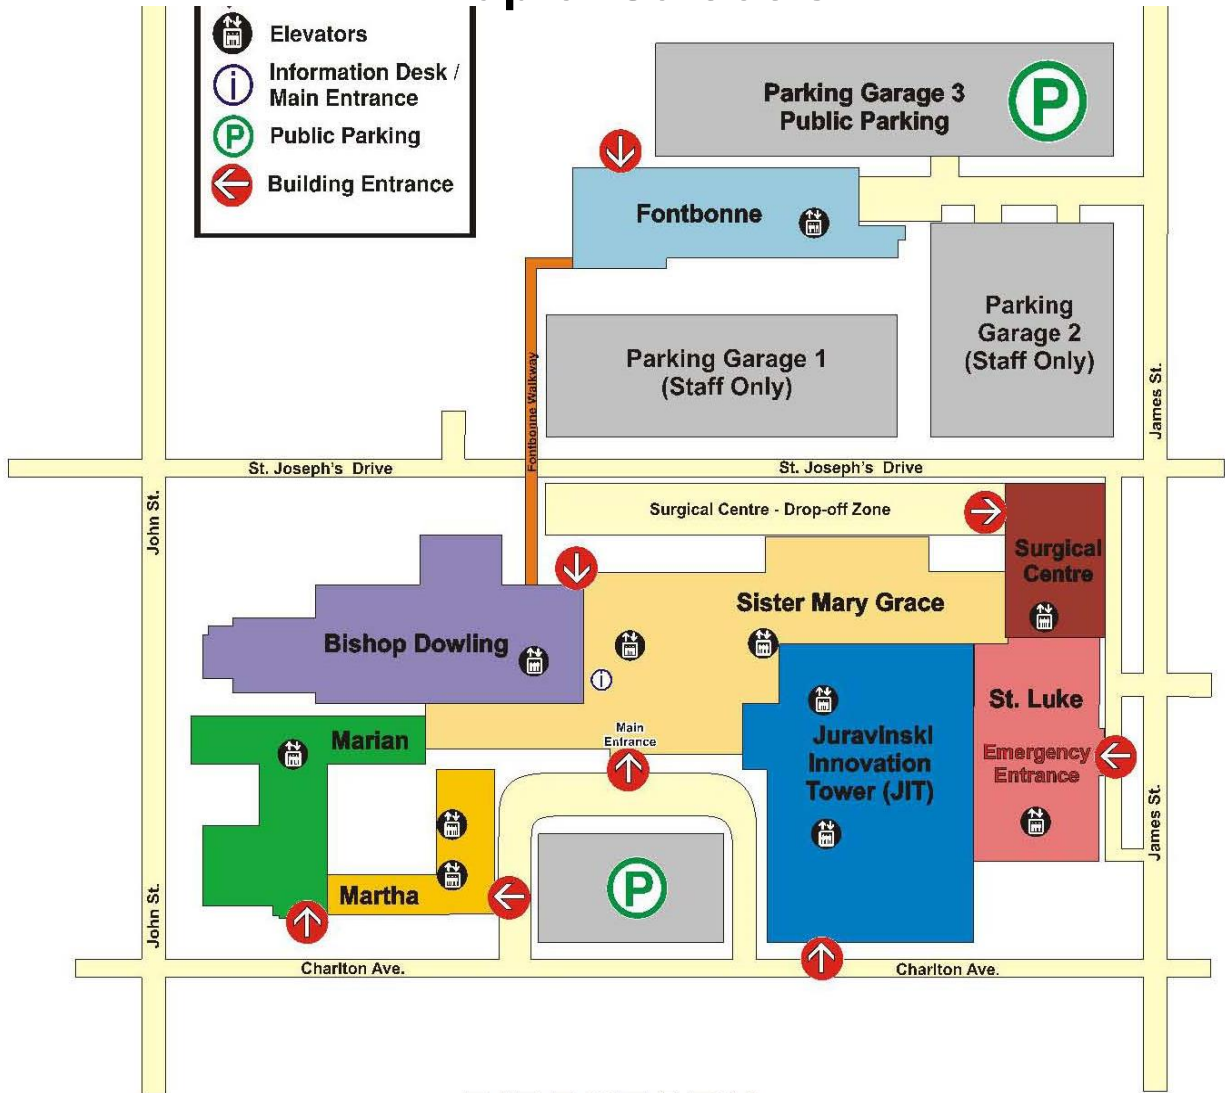 Elevators
Information Desk /
Main Entrance
Public Parking
Building Entrance
Parking Garage 3
Public Parking
P
Fontbonne
Parking
Garage 2
(Staff Only)
Parking Garage 1
(Staff Only)
Fontbonne Walkway
James St.
St. Joseph's Drive
St. Joseph's Drive
John St.
Surgical Centre - Drop-off Zone
Surgical
Centre
Sister Mary Grace
Bishop Dowling
i
St. Luke
Emergency
Entrance
Main
Entrance
Marian
Juravinski
Innovation
Tower (JIT)
James St.
Martha
P
John St.
Charlton Ave.
Charlton Ave.